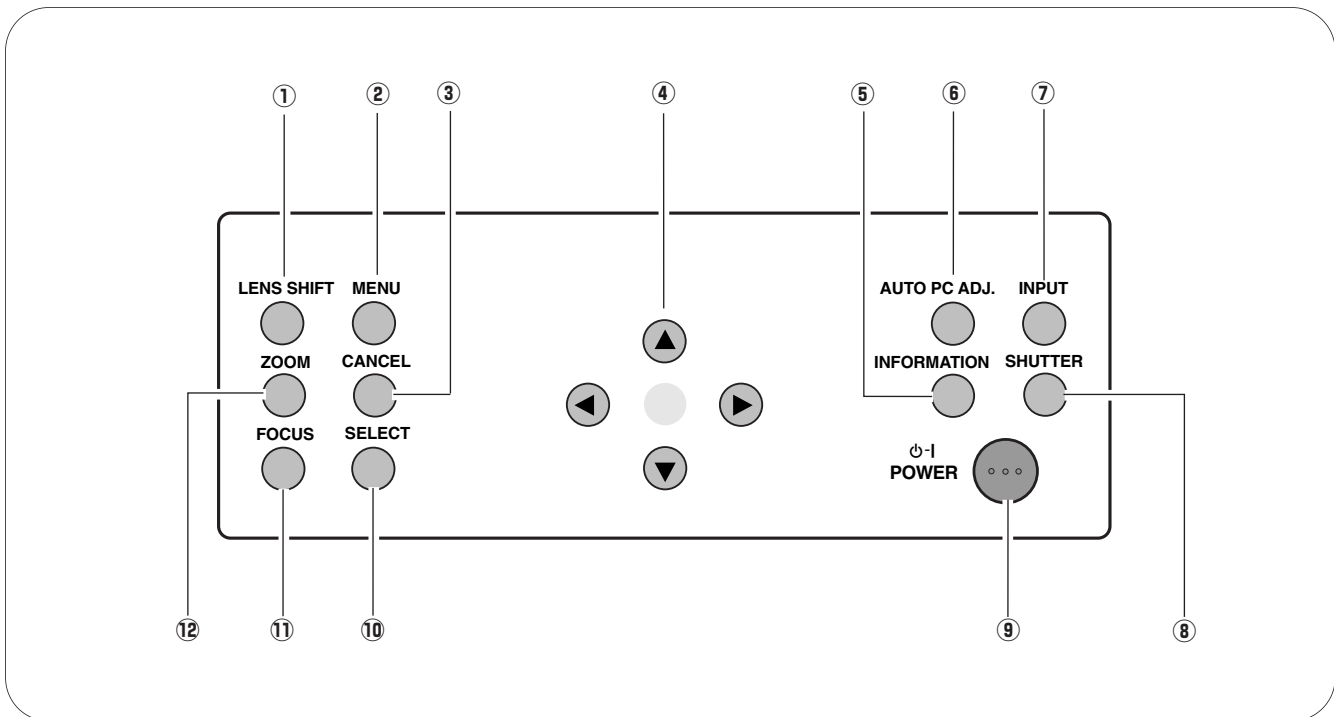 ① ② ③ ④ ⑤ ⑥ ⑦
LENS SHIFT MENU AUTO PC ADJ. INPUT
ZOOM CANCEL INFORMATION SHUTTER
FOCUS SELECT
⏻-I
POWER
⑫ ⑪ ⑩ ⑨ ⑧